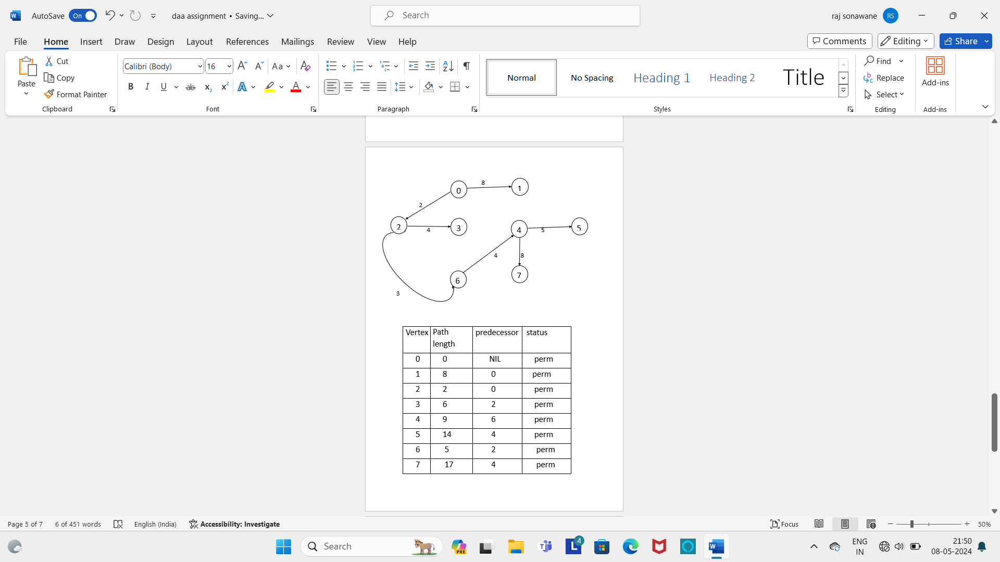 AutoSave On daa assignment • Saving... Search raj sonawane RS
File Home Insert Draw Design Layout References Mailings Review View Help Comments Editing Share
Paste Cut Copy Format Painter
Clipboard
Calibri (Body) 16 Aa
B I U ab x₂ x² A A
Font
Paragraph
Normal No Spacing Heading 1 Heading 2 Title
Styles
Find
Replace
Select
Editing
Add-ins
Add-ins
8
0 1
2
2 4 3 4 5 5
4 8
6 7
3
Vertex Path length predecessor status
0 0 NIL perm
1 8 0 perm
2 2 0 perm
3 6 2 perm
4 9 6 perm
5 14 4 perm
6 5 2 perm
7 17 4 perm
Page 5 of 7 6 of 451 words English (India) Accessibility: Investigate Focus 50%
Search PRE L 4 ENG IN 21:50 08-05-2024